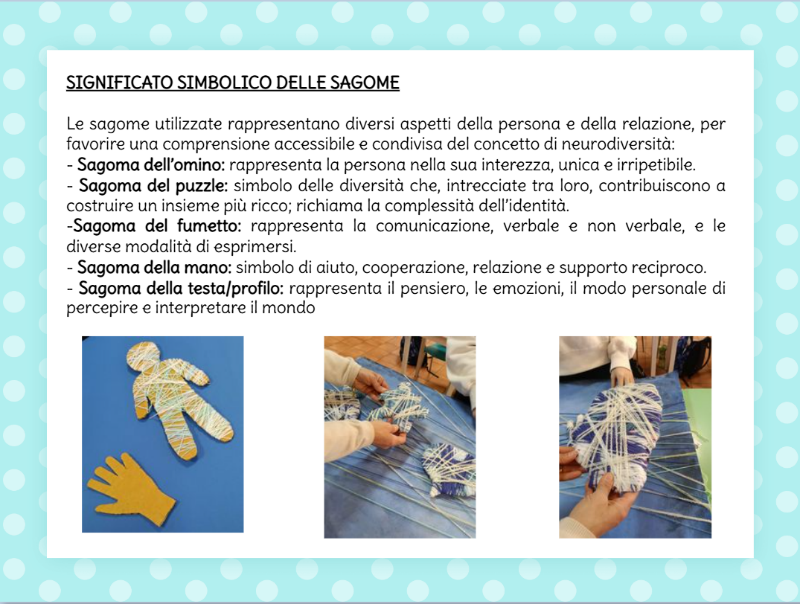 SIGNIFICATO SIMBOLICO DELLE SAGOME
Le sagome utilizzate rappresentano diversi aspetti della persona e della relazione, per
favorire una comprensione accessibile e condivisa del concetto di neurodiversità:
- Sagoma dell'omino: rappresenta la persona nella sua interezza, unica e irripetibile.
- Sagoma del puzzle: simbolo delle diversità che, intrecciate tra loro, contribuiscono a
costruire un insieme più ricco; richiama la complessità dell'identità.
-Sagoma del fumetto: rappresenta la comunicazione, verbale e non verbale, e le
diverse modalità di esprimersi.
- Sagoma della mano: simbolo di aiuto, cooperazione, relazione e supporto reciproco.
- Sagoma della testa/profilo: rappresenta il pensiero, le emozioni, il modo personale di
percepire e interpretare il mondo